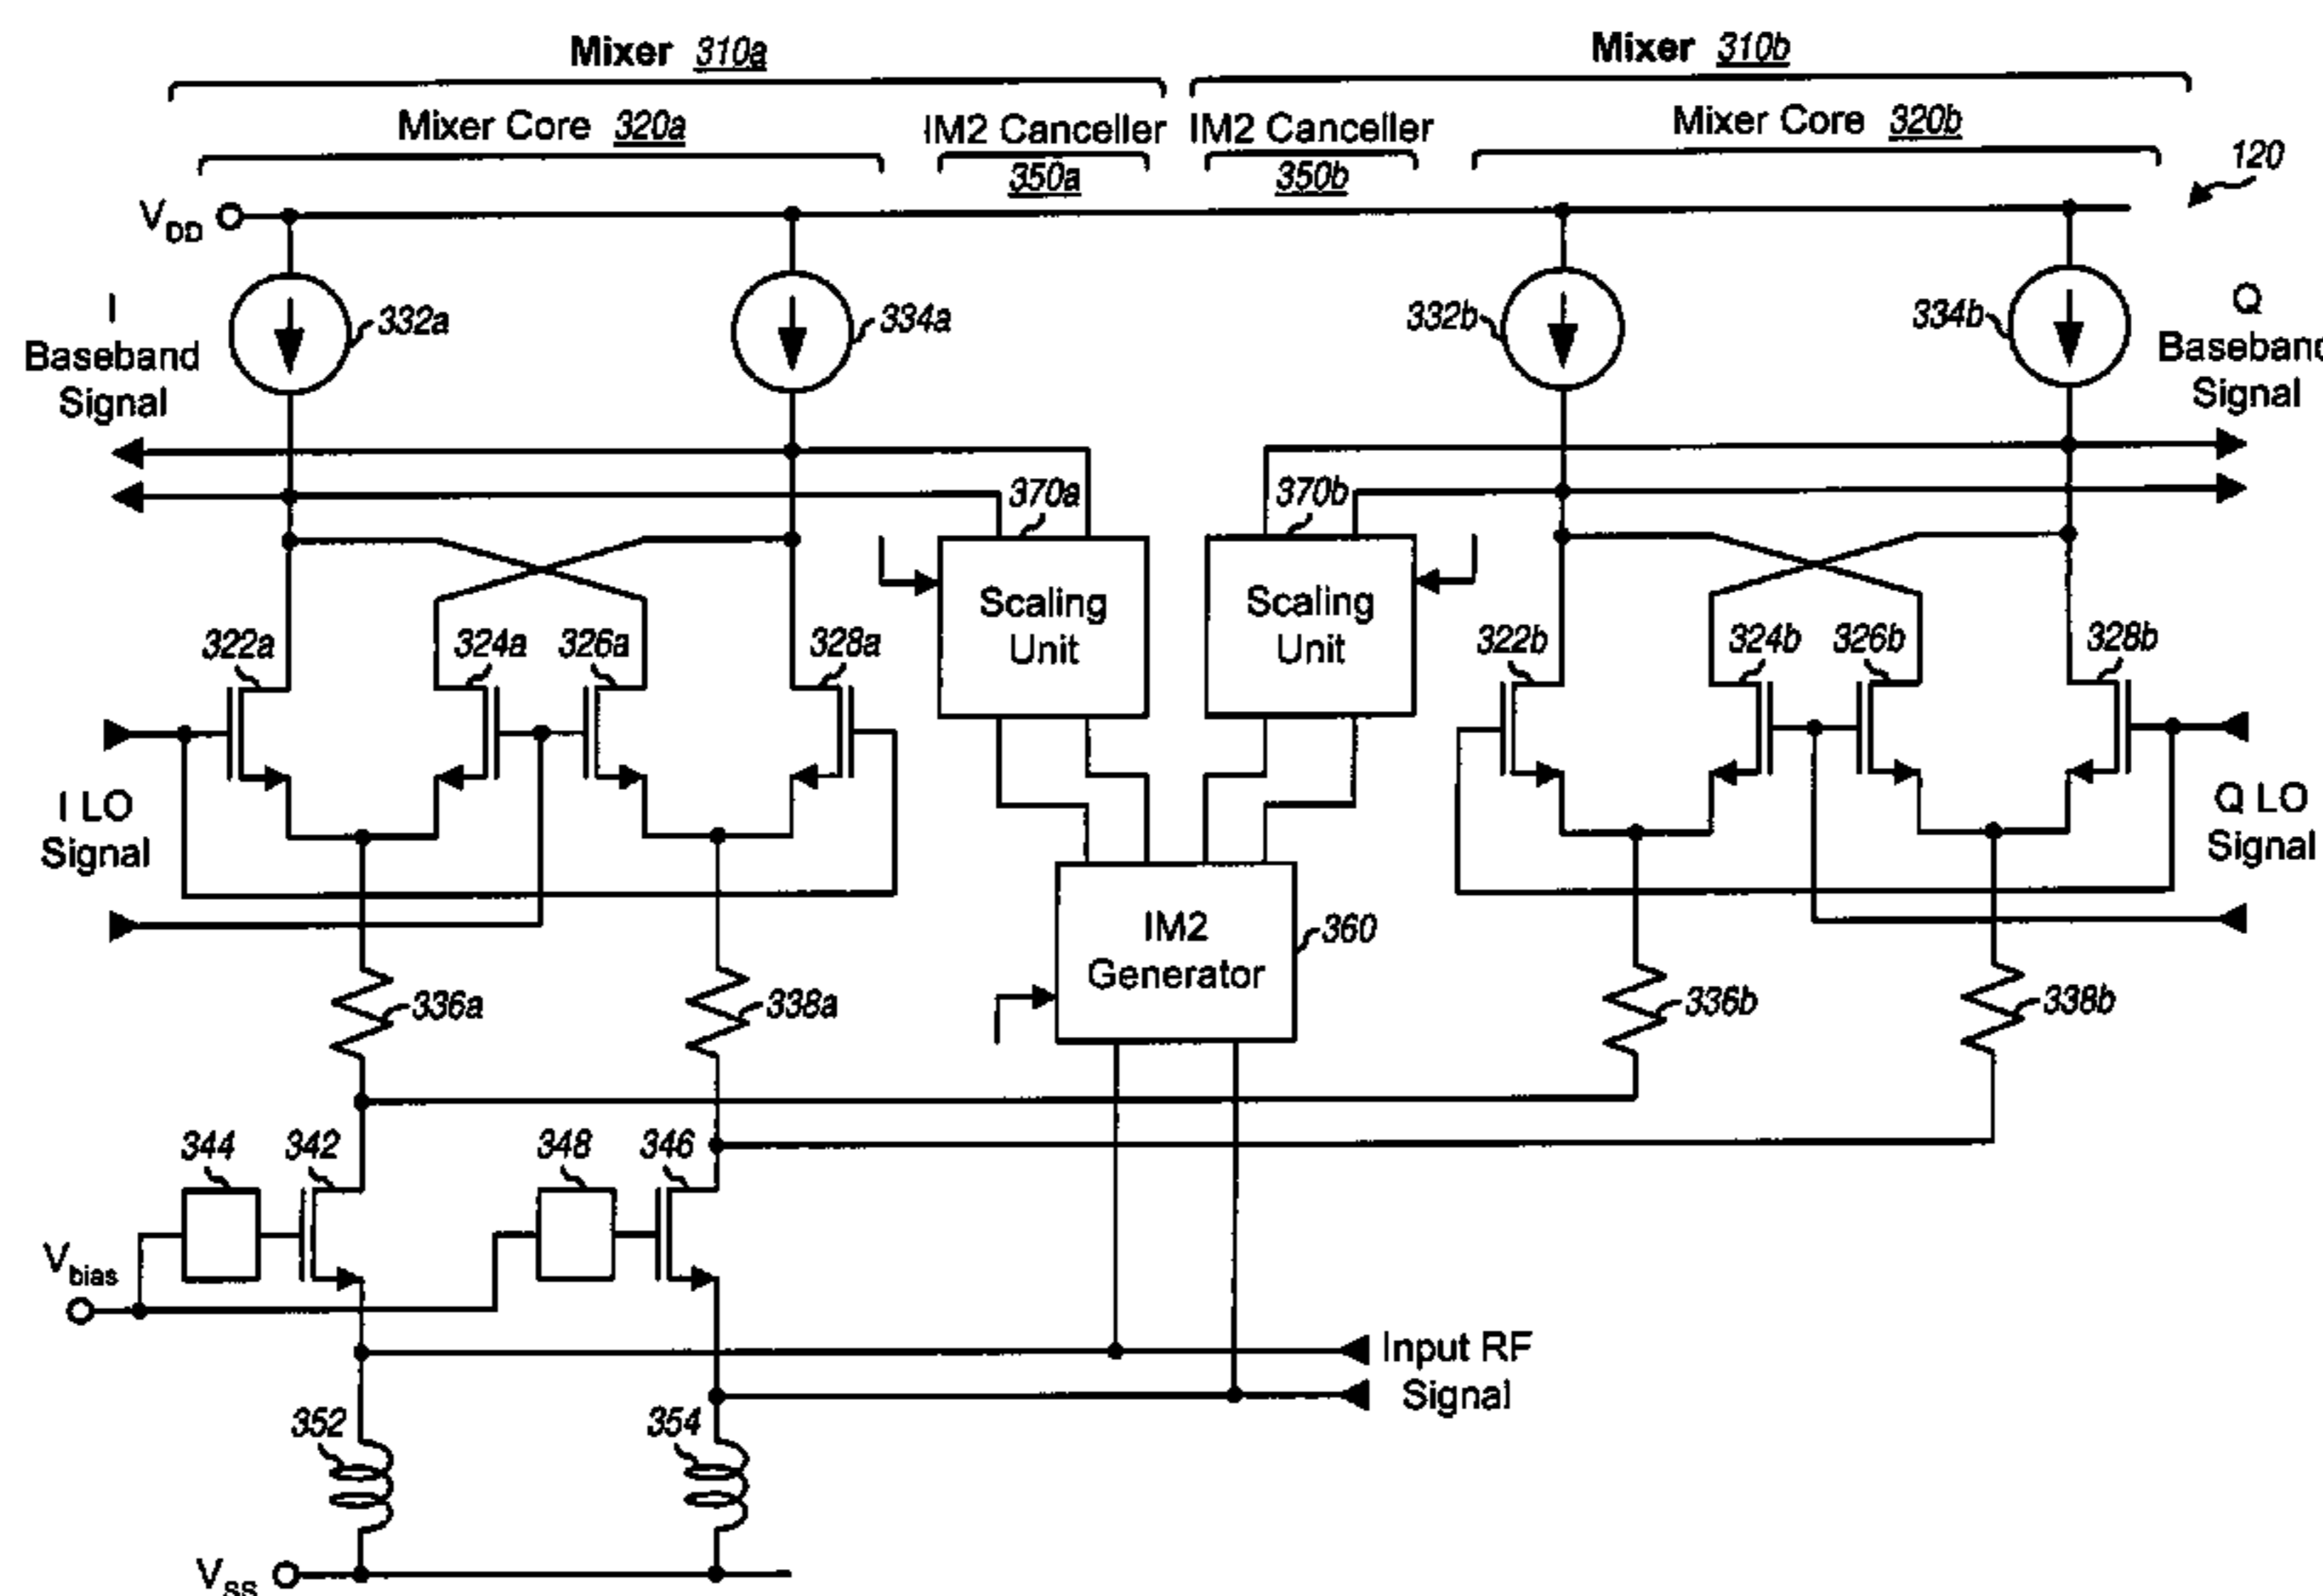 Mixer 310a
Mixer 310b
Mixer Core 320a
IM2 Canceller
350a
IM2 Canceller
350b
Mixer Core 320b
120
VDD
I
Baseband
Signal
332a
334a
332b
334b
Q
Baseband
Signal
370a
370b
Scaling
Unit
Scaling
Unit
322a
324a
326a
328a
322b
324b
326b
328b
I LO
Signal
Q LO
Signal
IM2
Generator
360
336a
338a
336b
338b
344
342
348
346
Vbias
Input RF
Signal
352
354
VSS